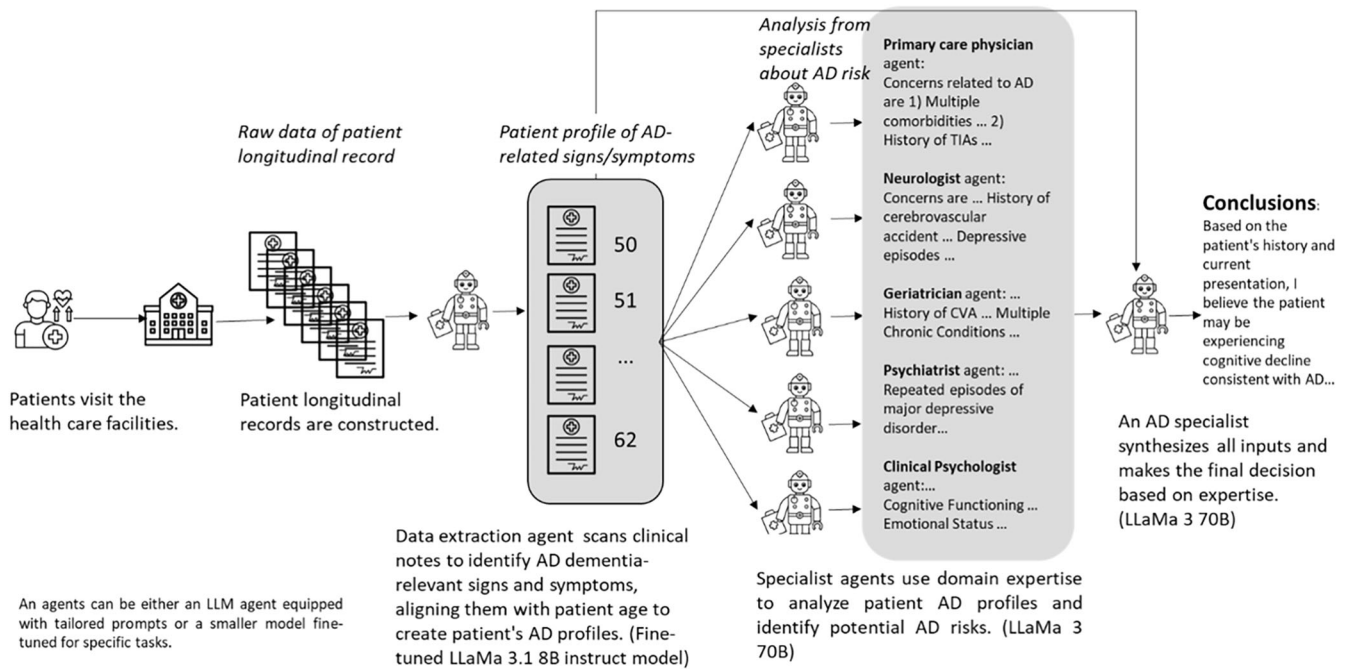 Patients visit the
health care facilities.
Raw data of patient
longitudinal record
Patient longitudinal
records are constructed.
An agents can be either an LLM agent equipped
with tailored prompts or a smaller model fine-
tuned for specific tasks.
Patient profile of AD-
related signs/symptoms
50
51
...
62
Data extraction agent scans clinical
notes to identify AD dementia-
relevant signs and symptoms,
aligning them with patient age to
create patient's AD profiles. (Fine-
tuned LLaMa 3.1 8B instruct model)
Analysis from
specialists
about AD risk
Primary care physician
agent:
Concerns related to AD
are 1) Multiple
comorbidities ... 2)
History of TIAs ...
Neurologist agent:
Concerns are ... History of
cerebrovascular
accident ... Depressive
episodes ...
Geriatrician agent: ...
History of CVA ... Multiple
Chronic Conditions ...
Psychiatrist agent: ...
Repeated episodes of
major depressive
disorder...
Clinical Psychologist
agent:...
Cognitive Functioning ...
Emotional Status ...
Specialist agents use domain expertise
to analyze patient AD profiles and
identify potential AD risks. (LLaMa 3
70B)
An AD specialist
synthesizes all inputs and
makes the final decision
based on expertise.
(LLaMa 3 70B)
Conclusions:
Based on the
patient's history and
current
presentation, I
believe the patient
may be
experiencing
cognitive decline
consistent with AD...